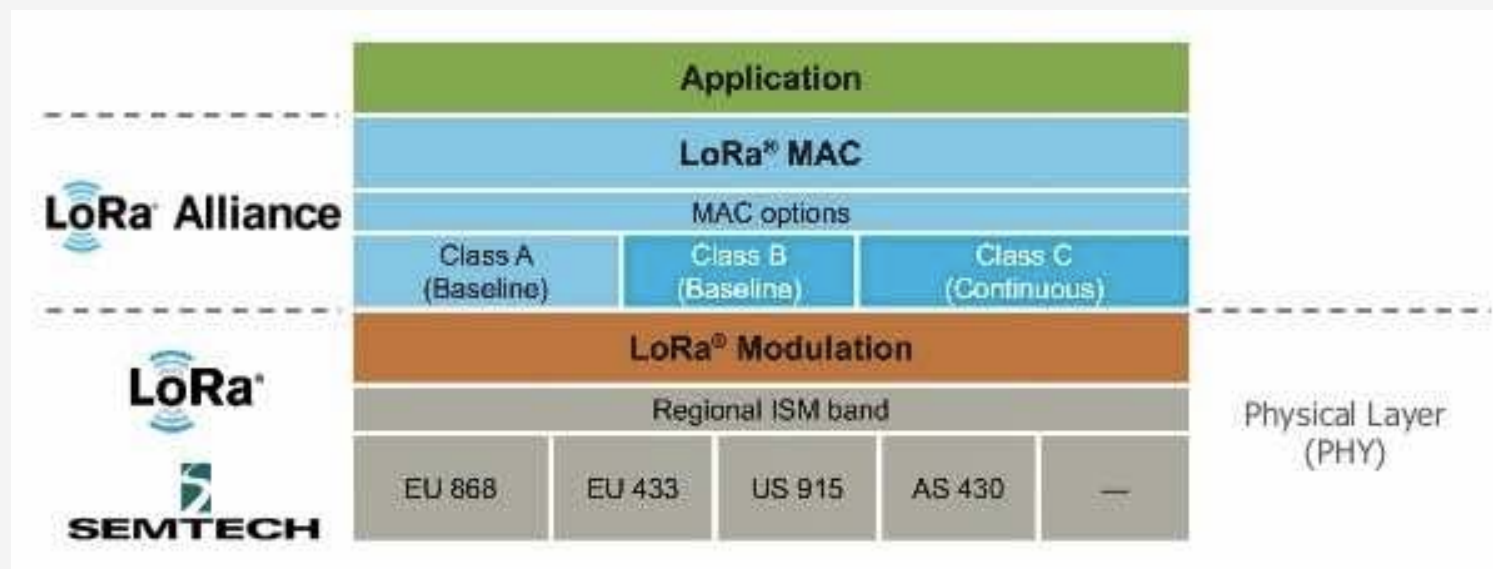 Application
LoRa® MAC
LoRa Alliance
MAC options
Class A
(Baseline)
Class B
(Baseline)
Class C
(Continuous)
LoRa® Modulation
LoRa®
Regional ISM band
Physical Layer
(PHY)
EU 868
EU 433
US 915
AS 430
—
SEMTECH